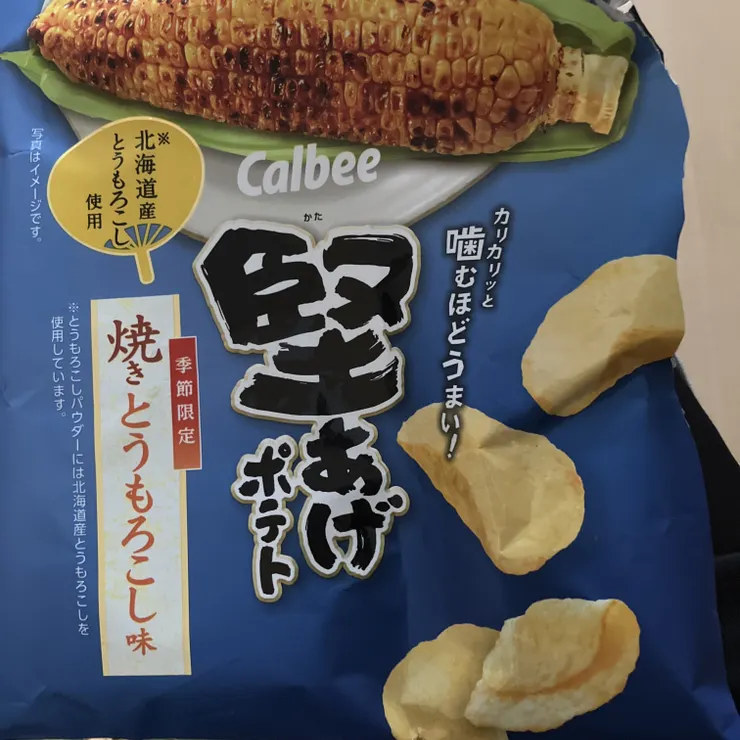 Calbee
かた
堅あげ
ポテト
カリカリッと
噛むほどうまい!
※
北海道産
とうもろこし
使用
写真はイメージです。
季節限定
焼きとうもろこし味
※とうもろこしパウダーには北海道産とうもろこしを
使用しています。